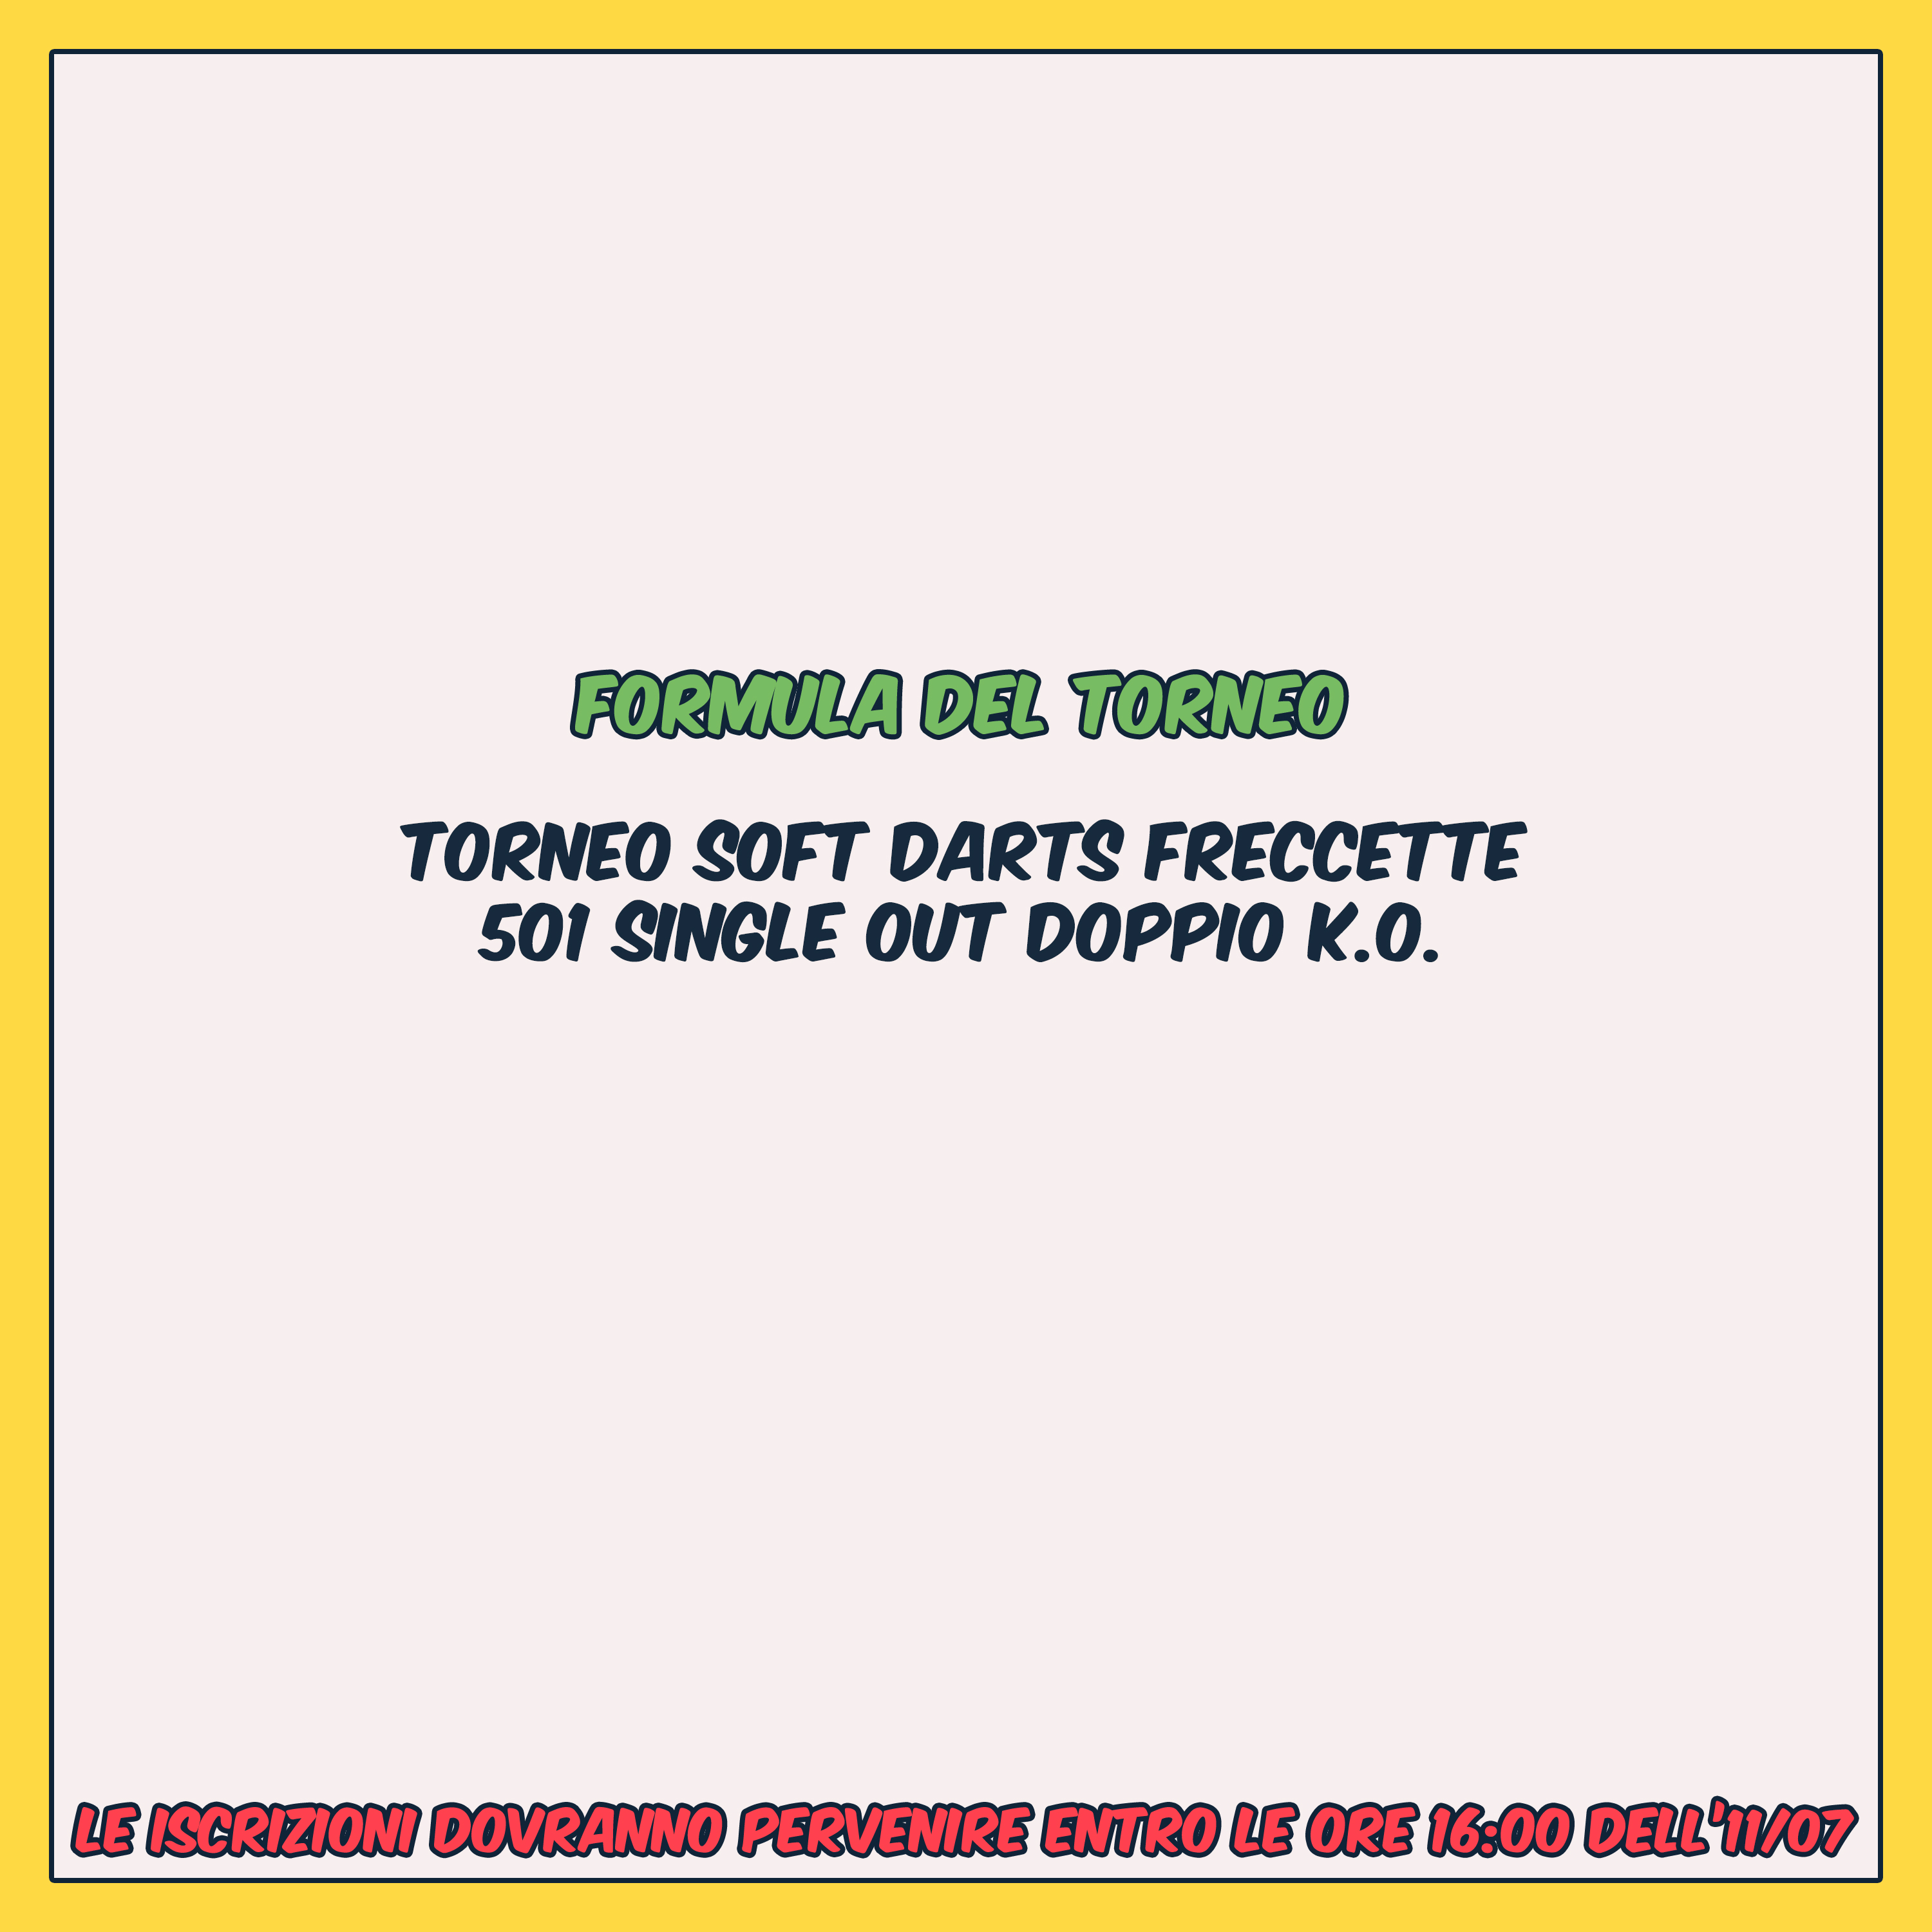 FORMULA DEL TORNEO
TORNEO SOFT DARTS FRECCETTE
501 SINGLE OUT DOPPIO K.O.
LE ISCRIZIONI DOVRANNO PERVENIRE ENTRO LE ORE 16:00 DELL'11/07